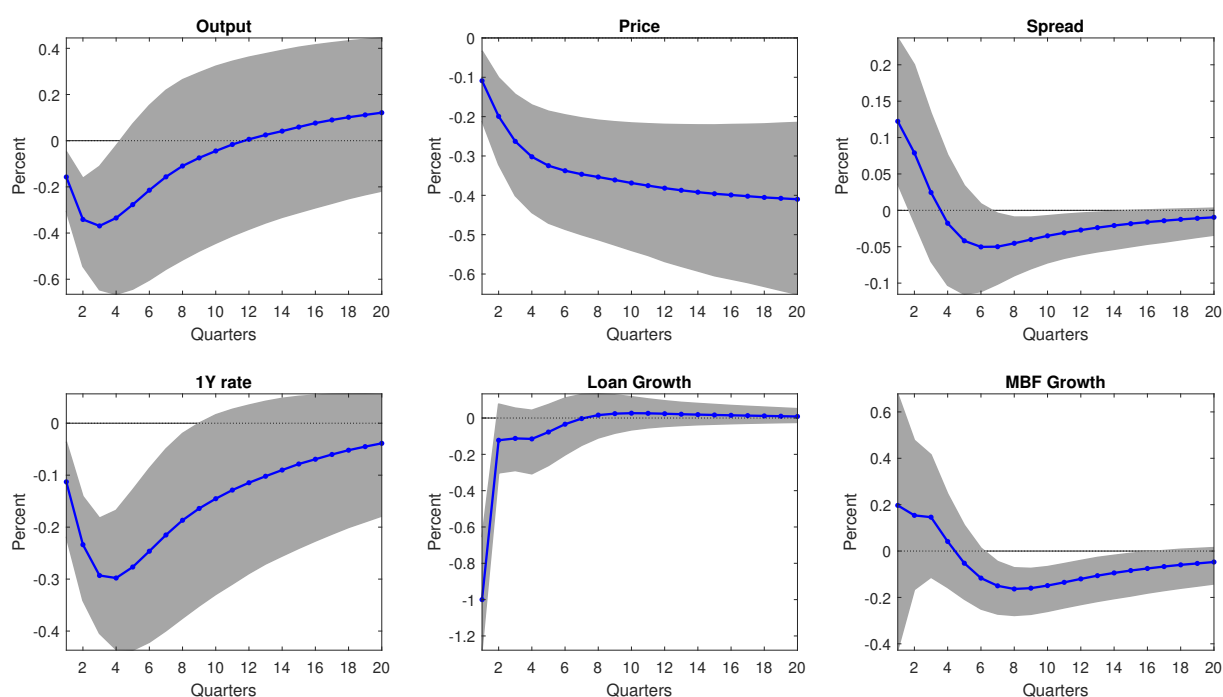 Output
Price
Spread
Percent
0.4
0.2
0
-0.2
-0.4
-0.6
2 4 6 8 10 12 14 16 18 20
Quarters
Percent
0
-0.1
-0.2
-0.3
-0.4
-0.5
-0.6
2 4 6 8 10 12 14 16 18 20
Quarters
Percent
0.2
0.15
0.1
0.05
0
-0.05
-0.1
2 4 6 8 10 12 14 16 18 20
Quarters
1Y rate
Loan Growth
MBF Growth
Percent
0
-0.1
-0.2
-0.3
-0.4
2 4 6 8 10 12 14 16 18 20
Quarters
Percent
0
-0.2
-0.4
-0.6
-0.8
-1
-1.2
2 4 6 8 10 12 14 16 18 20
Quarters
Percent
0.6
0.4
0.2
0
-0.2
-0.4
2 4 6 8 10 12 14 16 18 20
Quarters